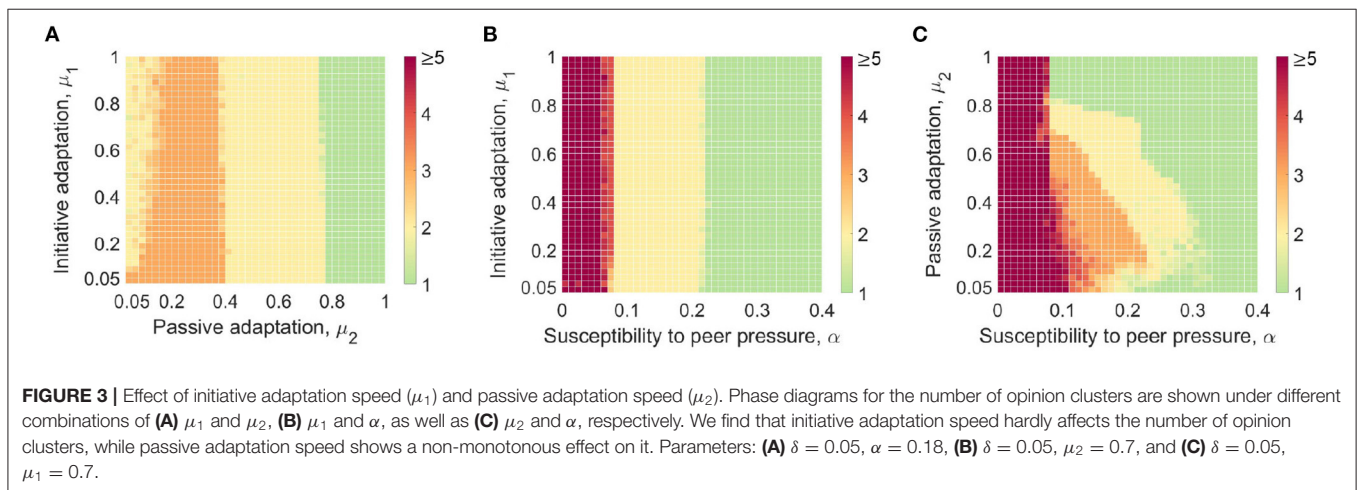 A
B
C
Initiative adaptation, μ1
1
0.8
0.6
0.4
0.2
0.05
0.05 0.2 0.4 0.6 0.8 1
Passive adaptation, μ2
≥5
4
3
2
1
Initiative adaptation, μ1
1
0.8
0.6
0.4
0.2
0.05
0 0.1 0.2 0.3 0.4
Susceptibility to peer pressure, α
≥5
4
3
2
1
Passive adaptation, μ2
1
0.8
0.6
0.4
0.2
0.05
0 0.1 0.2 0.3 0.4
Susceptibility to peer pressure, α
≥5
4
3
2
1
FIGURE 3 | Effect of initiative adaptation speed (μ1) and passive adaptation speed (μ2). Phase diagrams for the number of opinion clusters are shown under different
combinations of (A) μ1 and μ2, (B) μ1 and α, as well as (C) μ2 and α, respectively. We find that initiative adaptation speed hardly affects the number of opinion
clusters, while passive adaptation speed shows a non-monotonous effect on it. Parameters: (A) δ = 0.05, α = 0.18, (B) δ = 0.05, μ2 = 0.7, and (C) δ = 0.05,
μ1 = 0.7.